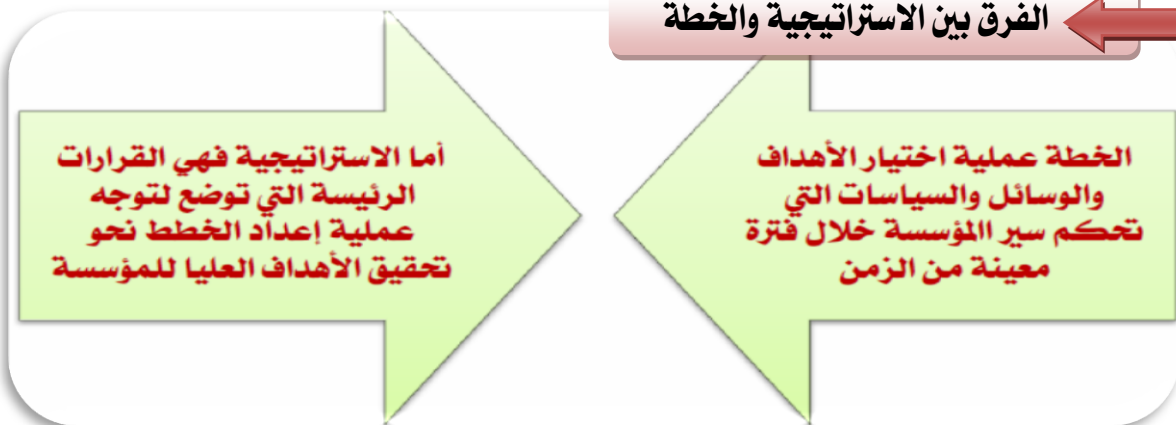 الفرق بين الاستراتيجية والخطة
الخطة عملية اختيار الأهداف
والوسائل والسياسات التي
تحكم سير االمؤسسة خلال فترة
معينة من الزمن
أما الاستراتيجية فهي القرارات
الرئيسة التي توضع لتوجه
عملية إعداد الخطط نحو
تحقيق الأهداف العليا للمؤسسة